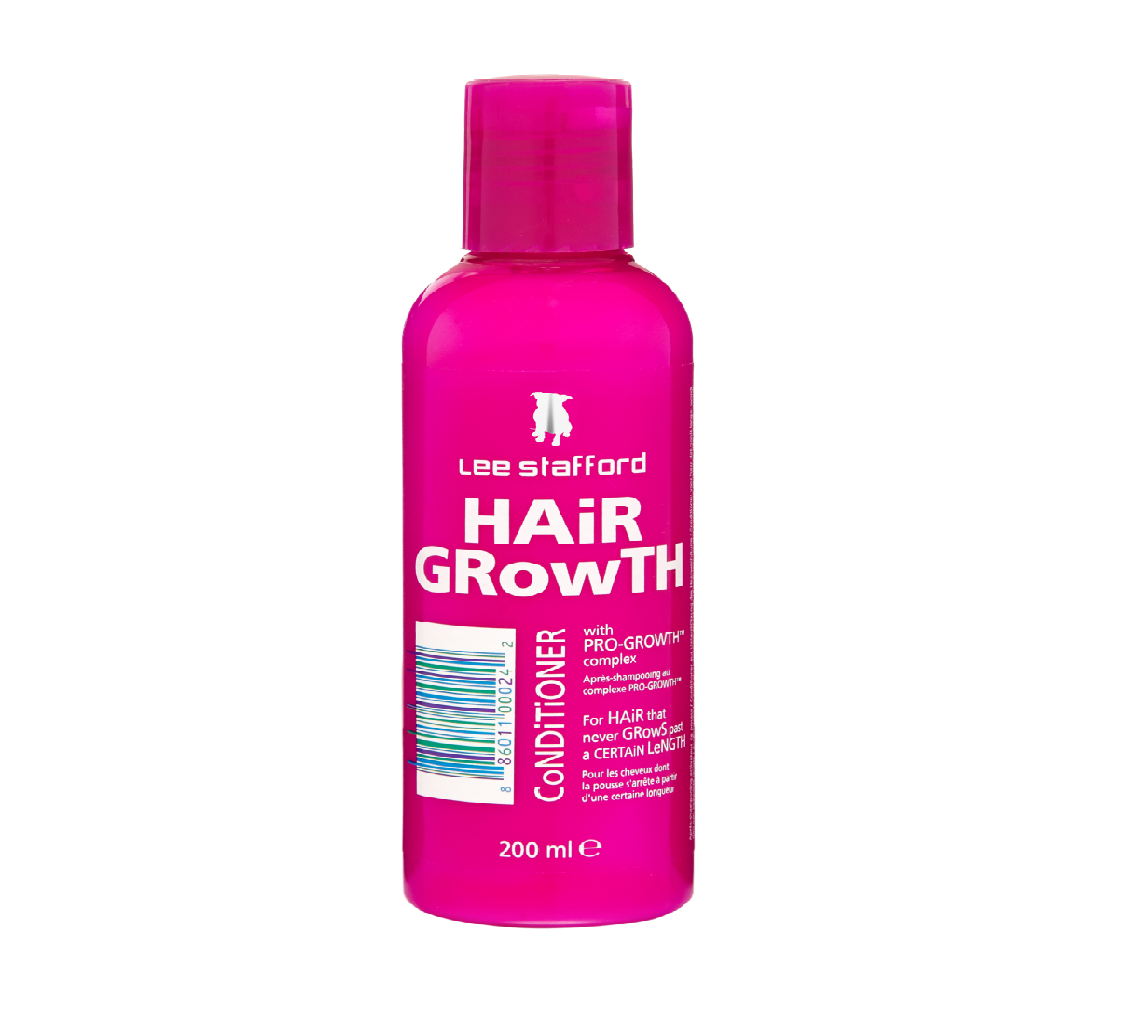 Lee stafford
HAiR
GRowTH
8 86011 00024 2
CoNDiTiONER
with
PRO-GROWTH™
complex
Après-shampooing au
complexe PRO-GROWTH™
For HAiR that
never GRowS past
a CERTAiN LeNGTH
Pour les cheveux dont
la pousse s'arrête à partir
d'une certaine longueur
200 ml ℮